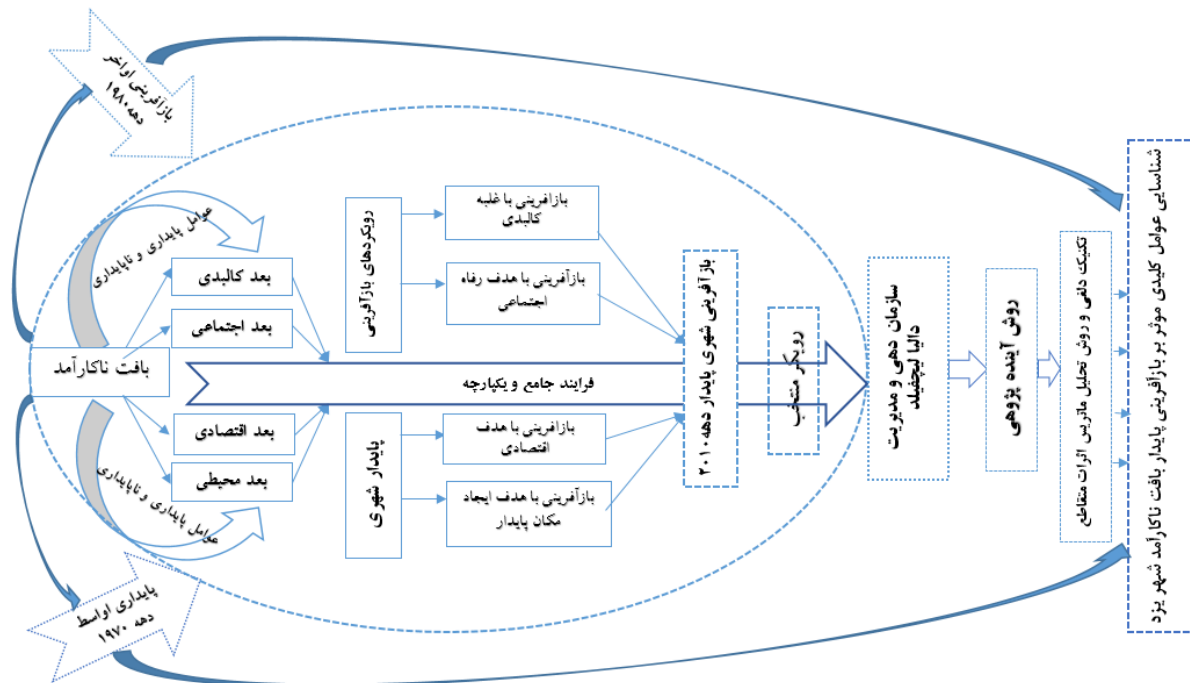 بازآفرینی اواخر
دهه ۱۹۸۰
عوامل پایداری و ناپایداری
بافت ناکارآمد
بعد کالبدی
بعد اجتماعی
بعد اقتصادی
بعد محیطی
عوامل پایداری و ناپایداری
پایداری اواسط
دهه ۱۹۷۰
رویکردهای بازآفرینی
پایدار شهری
بازافرینی با غلبه
کالبدی
بازآفرینی با هدف رفاه
اجتماعی
فرایند جامع و یکپارچه
بازآفرینی با هدف
اقتصادی
بازآفرینی با هدف ایجاد
مکان پایدار
بازآفرینی شهری پایدار دهه ۲۰۱۰
رویکر منتخب
سازمان دهی و مدیریت
دالیا لیچفیلد
روش آینده پژوهی
تکنیک دلفی و روش تحلیل ماتریس اثرات متقاطع
شناسایی عوامل کلیدی موثر بر بازآفرینی پایدار بافت ناکارآمد شهر یزد